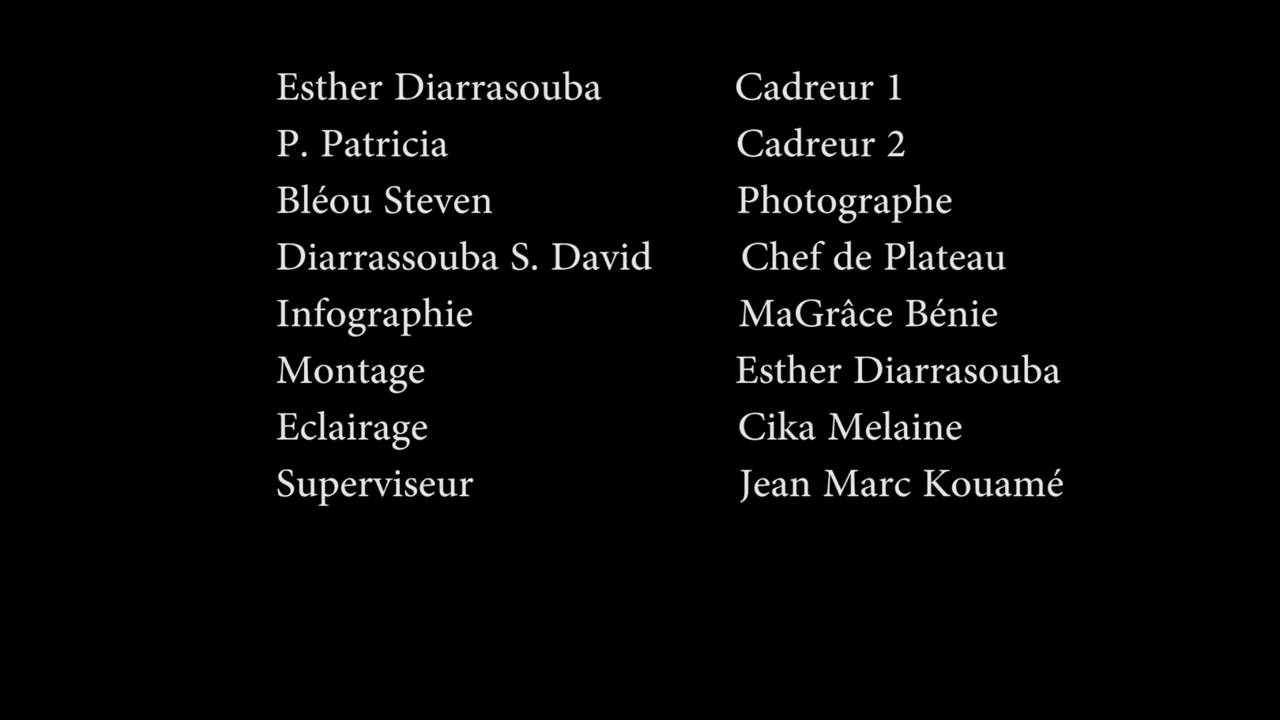 Esther Diarrasouba Cadreur 1
P. Patricia Cadreur 2
Bléou Steven Photographe
Diarrassouba S. David Chef de Plateau
Infographie MaGrâce Bénie
Montage Esther Diarrasouba
Eclairage Cika Melaine
Superviseur Jean Marc Kouamé